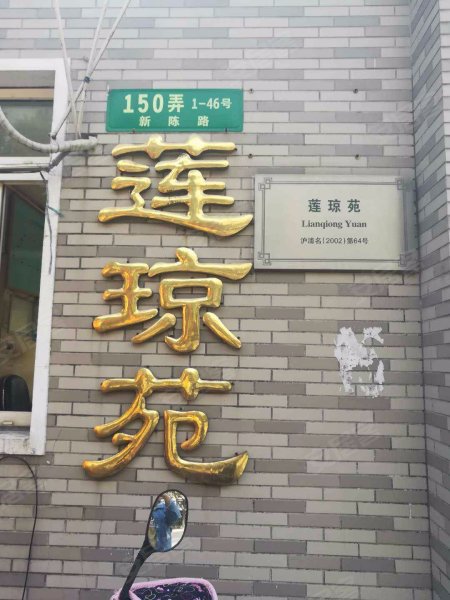 150弄 1-46号
新陈路
莲琼苑
莲琼苑
Lianqiong Yuan
沪浦名(2002)第64号